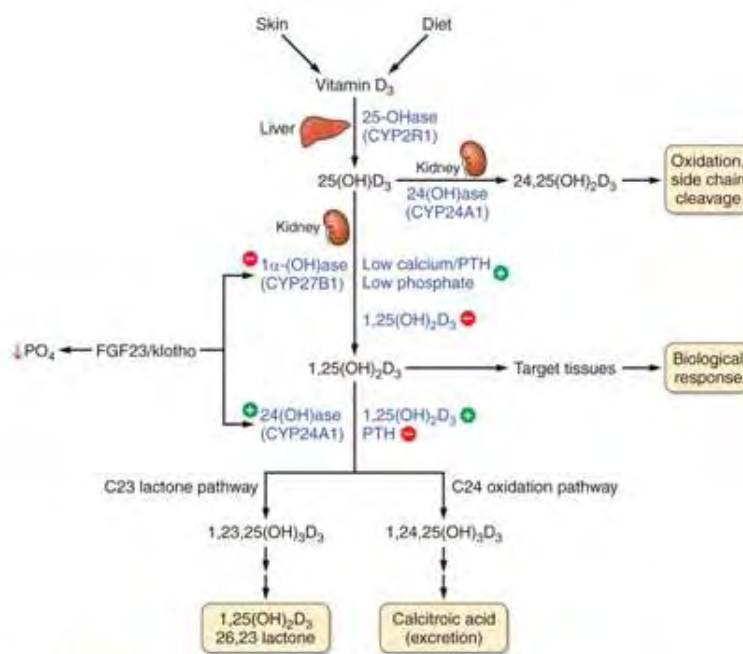 Skin
Diet
Vitamin D₃
Liver
25-OHase
(CYP2R1)
25(OH)D₃
Kidney
24(OH)ase
(CYP24A1)
24,25(OH)₂D₃
Oxidation,
side chain
cleavage
Kidney
1α-(OH)ase
(CYP27B1)
Low calcium/PTH
Low phosphate
1,25(OH)₂D₃
↓PO₄
FGF23/klotho
1,25(OH)₂D₃
Target tissues
Biological
response
24(OH)ase
(CYP24A1)
1,25(OH)₂D₃
PTH
C23 lactone pathway
C24 oxidation pathway
1,23,25(OH)₃D₃
1,24,25(OH)₃D₃
1,25(OH)₂D₃
26,23 lactone
Calcitroic acid
(excretion)